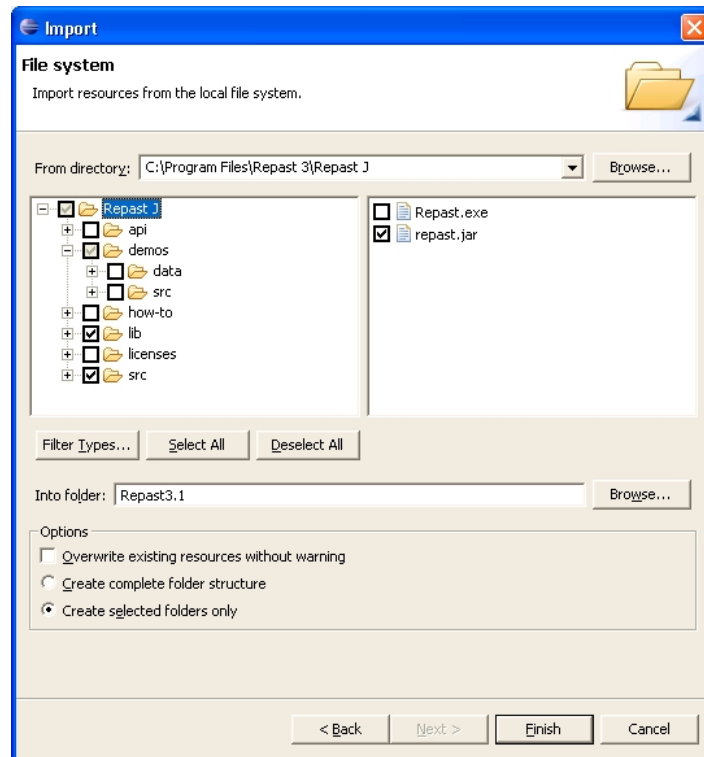 Import
File system
Import resources from the local file system.
From directory: C:\Program Files\Repast 3\Repast J Browse...
Repast J
api
demos
data
src
how-to
lib
licenses
src
Repast.exe
repast.jar
Filter Types... Select All Deselect All
Into folder: Repast3.1 Browse...
Options
Overwrite existing resources without warning
Create complete folder structure
Create selected folders only
< Back Next > Finish Cancel